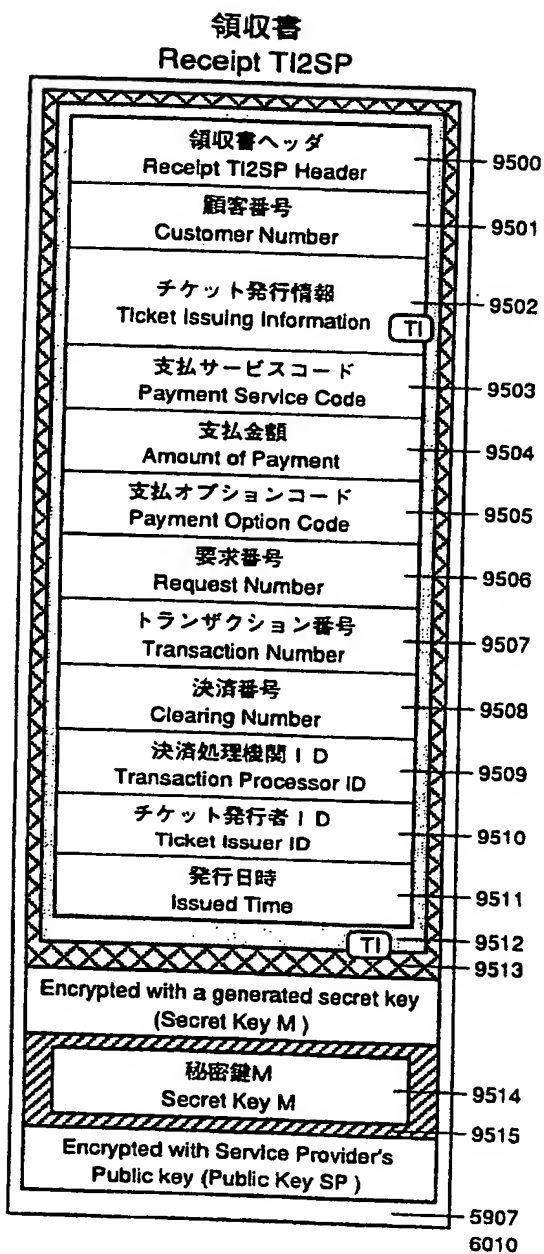 領収書
Receipt TI2SP
領収書ヘッダ
Receipt TI2SP Header
9500
顧客番号
Customer Number
9501
チケット発行情報
Ticket Issuing Information
TI
9502
支払サービスコード
Payment Service Code
9503
支払金額
Amount of Payment
9504
支払オプションコード
Payment Option Code
9505
要求番号
Request Number
9506
トランザクション番号
Transaction Number
9507
決済番号
Clearing Number
9508
決済処理機関ID
Transaction Processor ID
9509
チケット発行者ID
Ticket Issuer ID
9510
発行日時
Issued Time
9511
TI
9512
9513
Encrypted with a generated secret key
(Secret Key M )
秘密鍵M
Secret Key M
9514
9515
Encrypted with Service Provider's
Public key (Public Key SP )
5907
6010